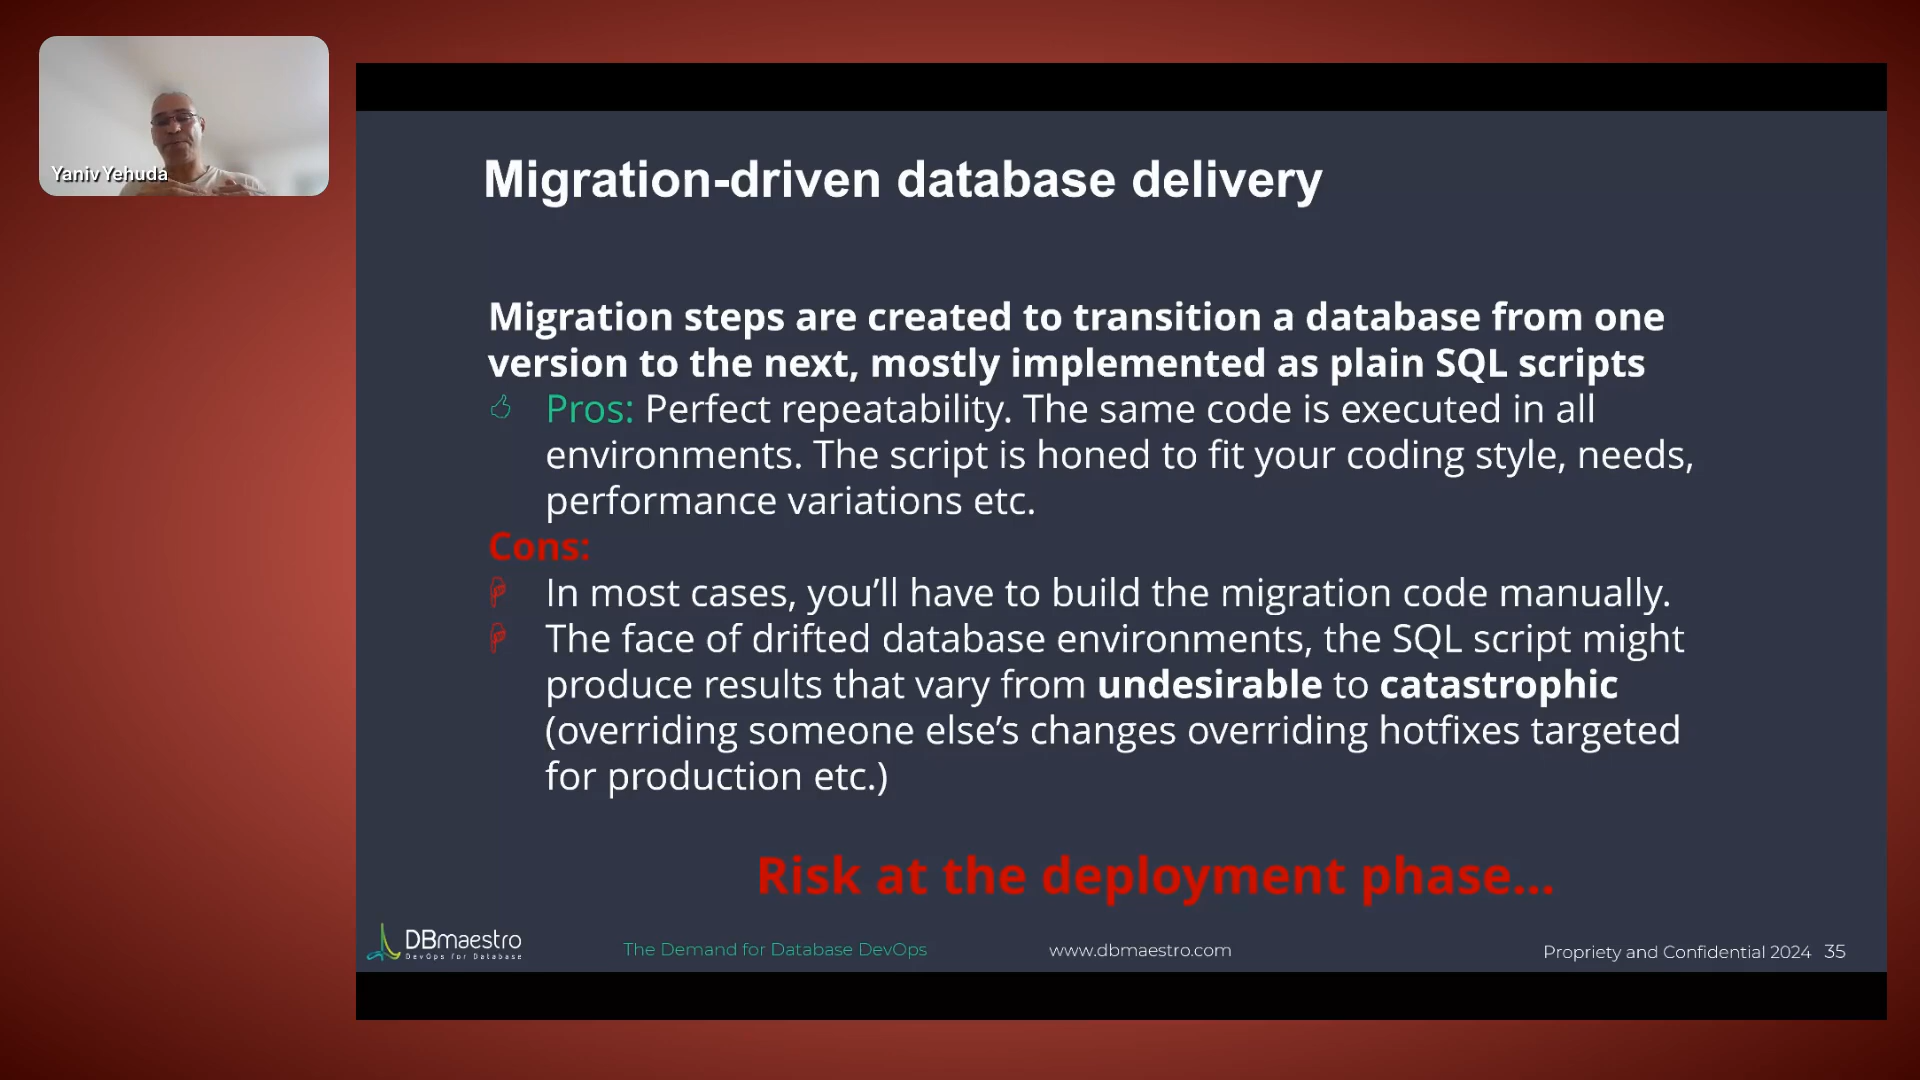 Yaniv Yehuda
Migration-driven database delivery
Migration steps are created to transition a database from one
version to the next, mostly implemented as plain SQL scripts
Pros: Perfect repeatability. The same code is executed in all
environments. The script is honed to fit your coding style, needs,
performance variations etc.
Cons:
In most cases, you’ll have to build the migration code manually.
The face of drifted database environments, the SQL script might
produce results that vary from undesirable to catastrophic
(overriding someone else’s changes overriding hotfixes targeted
for production etc.)
Risk at the deployment phase...
DBmaestro
DevOps for Database
The Demand for Database DevOps
www.dbmaestro.com
Propriety and Confidential 2024 35